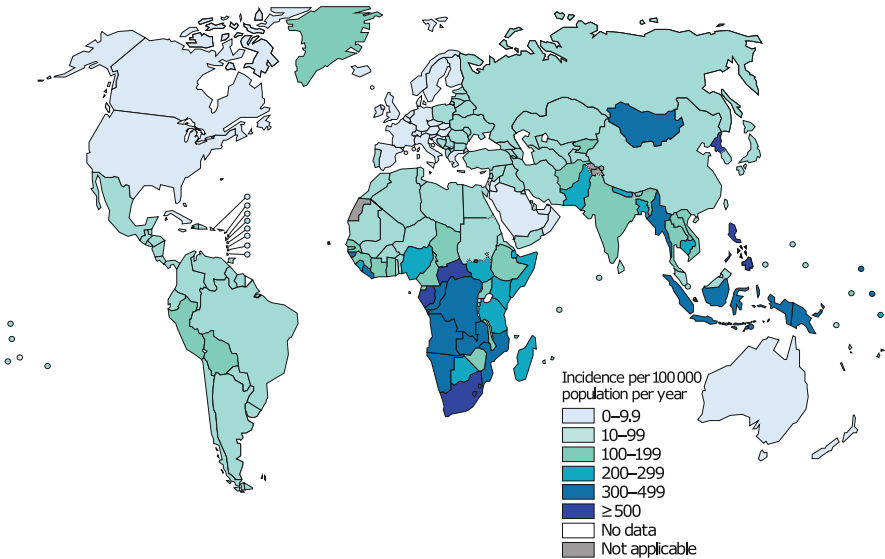 Incidence per 100 000
population per year
0–9.9
10–99
100–199
200–299
300–499
≥ 500
No data
Not applicable